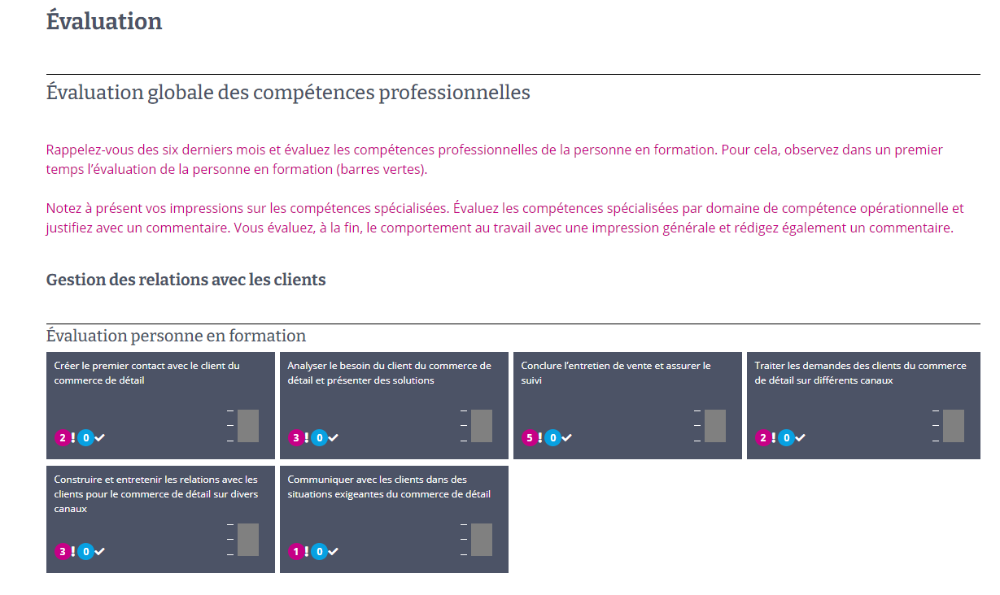 Évaluation
Évaluation globale des compétences professionnelles
Rappelez-vous des six derniers mois et évaluez les compétences professionnelles de la personne en formation. Pour cela, observez dans un premier
temps l’évaluation de la personne en formation (barres vertes).
Notez à présent vos impressions sur les compétences spécialisées. Évaluez les compétences spécialisées par domaine de compétence opérationnelle et
justifiez avec un commentaire. Vous évaluez, à la fin, le comportement au travail avec une impression générale et rédigez également un commentaire.
Gestion des relations avec les clients
Évaluation personne en formation
Créer le premier contact avec le client du
commerce de détail
2 ! 0
Analyser le besoin du client du commerce de
détail et présenter des solutions
3 ! 0
Conclure l’entretien de vente et assurer le
suivi
5 ! 0
Traiter les demandes des clients du commerce
de détail sur différents canaux
2 ! 0
Construire et entretenir les relations avec les
clients pour le commerce de détail sur divers
canaux
3 ! 0
Communiquer avec les clients dans des
situations exigeantes du commerce de détail
1 ! 0